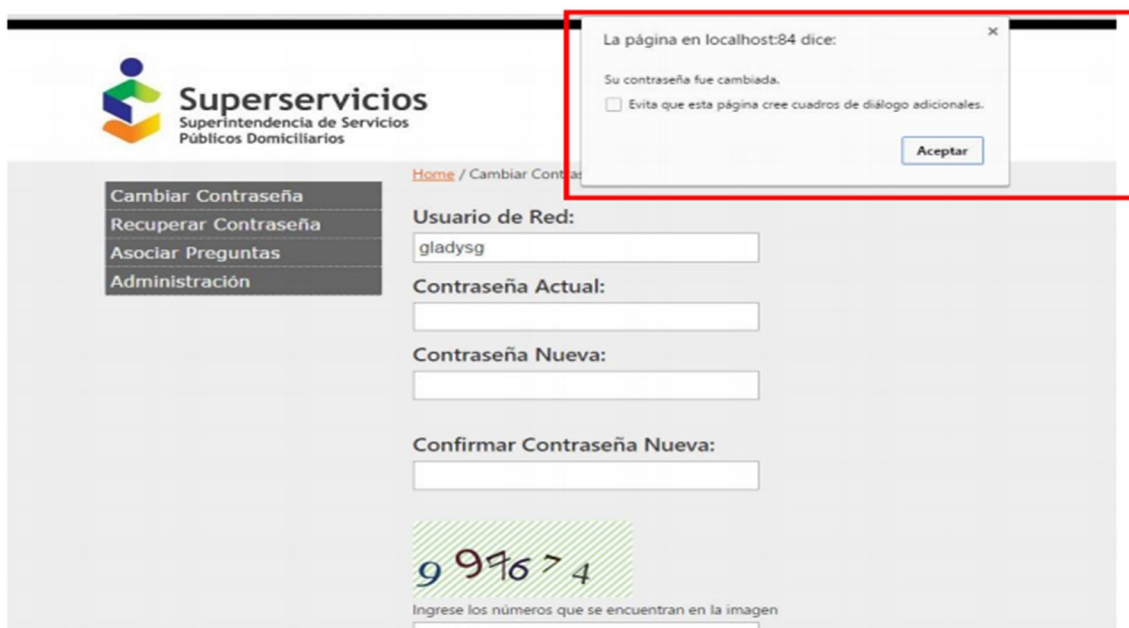 La página en localhost:84 dice:
×
Su contraseña fue cambiada.
Evita que esta página cree cuadros de diálogo adicionales.
Aceptar
Superservicios
Superintendencia de Servicios
Públicos Domiciliarios
Cambiar Contraseña
Recuperar Contraseña
Asociar Preguntas
Administración
Home / Cambiar Contras
Usuario de Red:
gladysg
Contraseña Actual:
Contraseña Nueva:
Confirmar Contraseña Nueva:
Ingrese los números que se encuentran en la imagen